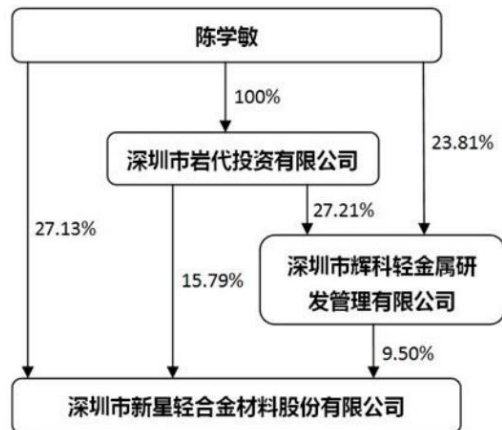 陈学敏
100%
23.81%
深圳市岩代投资有限公司
27.13%
27.21%
15.79%
深圳市辉科轻金属研
发管理有限公司
9.50%
深圳市新星轻合金材料股份有限公司